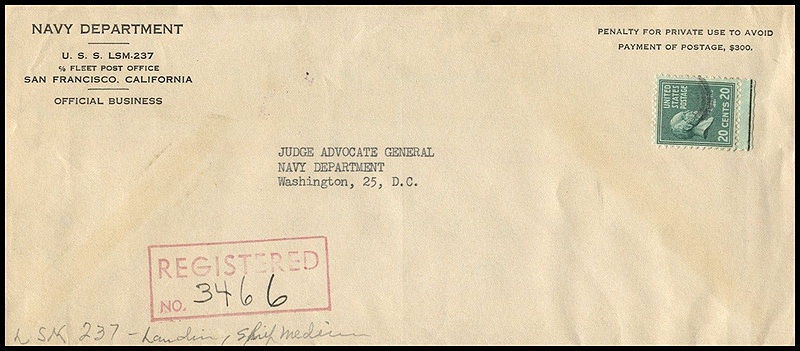 NAVY DEPARTMENT
U. S. S. LSM-237
% FLEET POST OFFICE
SAN FRANCISCO, CALIFORNIA
OFFICIAL BUSINESS
PENALTY FOR PRIVATE USE TO AVOID
PAYMENT OF POSTAGE, $300.
UNITED
STATES
POSTAGE
20 CENTS 20
JUDGE ADVOCATE GENERAL
NAVY DEPARTMENT
Washington, 25, D.C.
REGISTERED
NO. 3466
LSM 237 - Landing Ship Medium